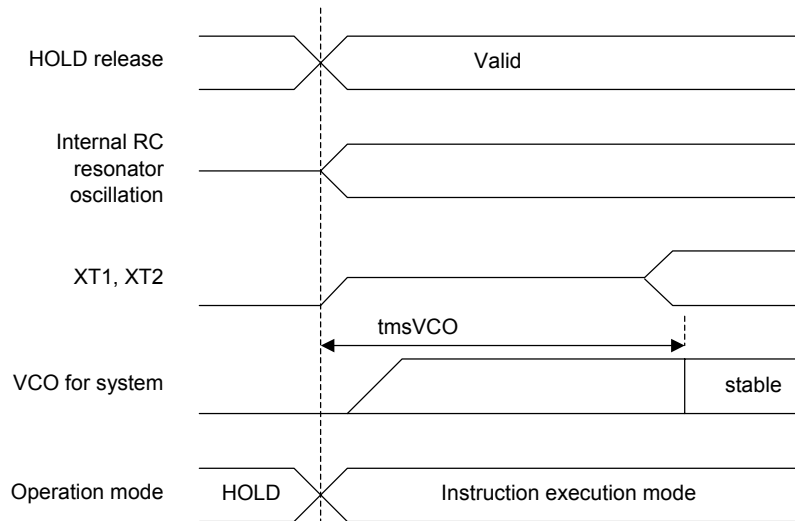 HOLD release
Valid
Internal RC
resonator
oscillation
XT1, XT2
tmsVCO
VCO for system
stable
Operation mode
HOLD
Instruction execution mode